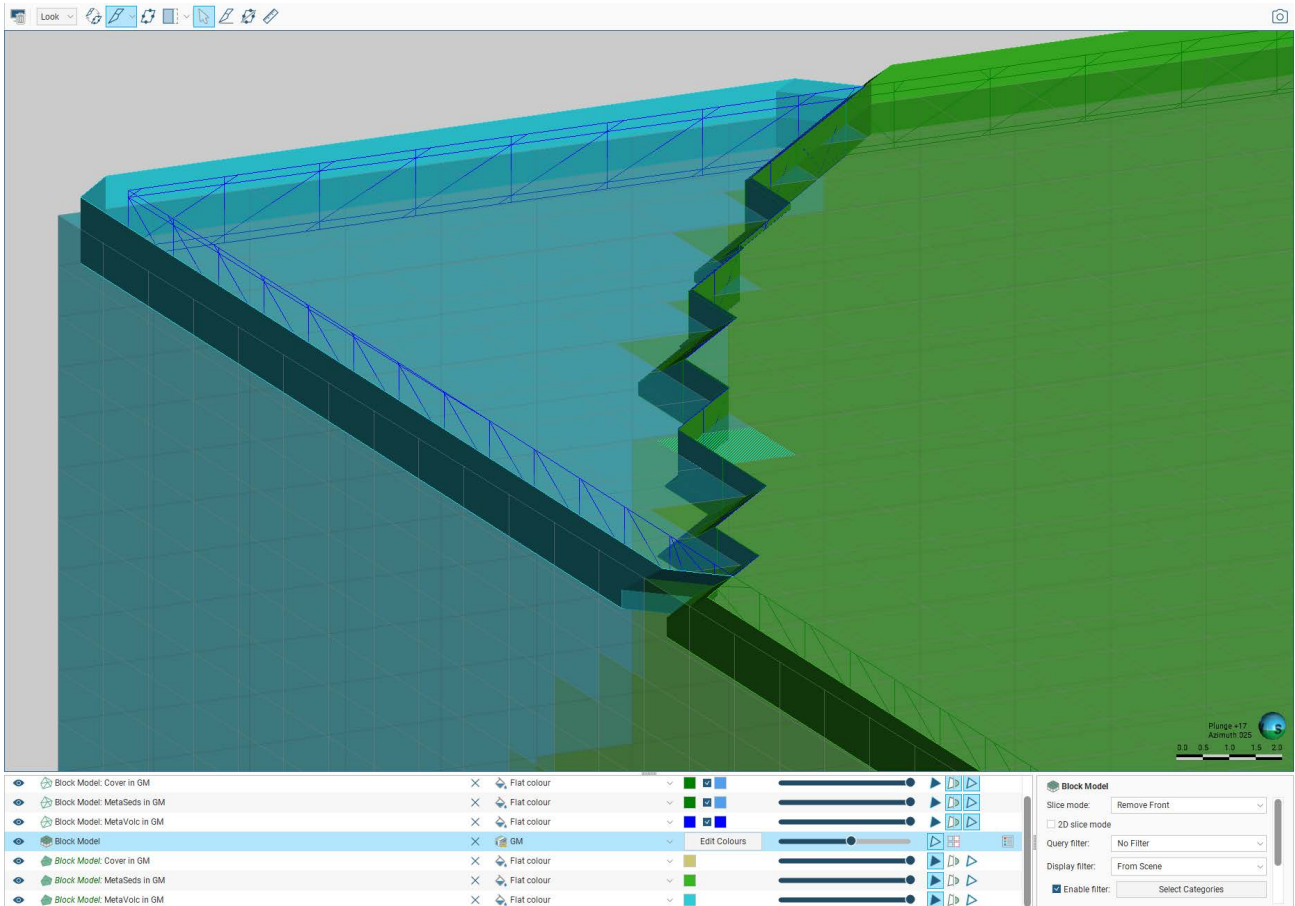 Look
Plunge +17
Azimuth 025
0.0 0.5 1.0 1.5 2.0
Block Model: Cover in GM Flat colour
Block Model: MetaSeds in GM Flat colour
Block Model: MetaVolc in GM Flat colour
Block Model GM Edit Colours
Block Model: Cover in GM Flat colour
Block Model: MetaSeds in GM Flat colour
Block Model: MetaVolc in GM Flat colour
Block Model
Slice mode: Remove Front
2D slice mode
Query filter: No Filter
Display filter: From Scene
Enable filter: Select Categories